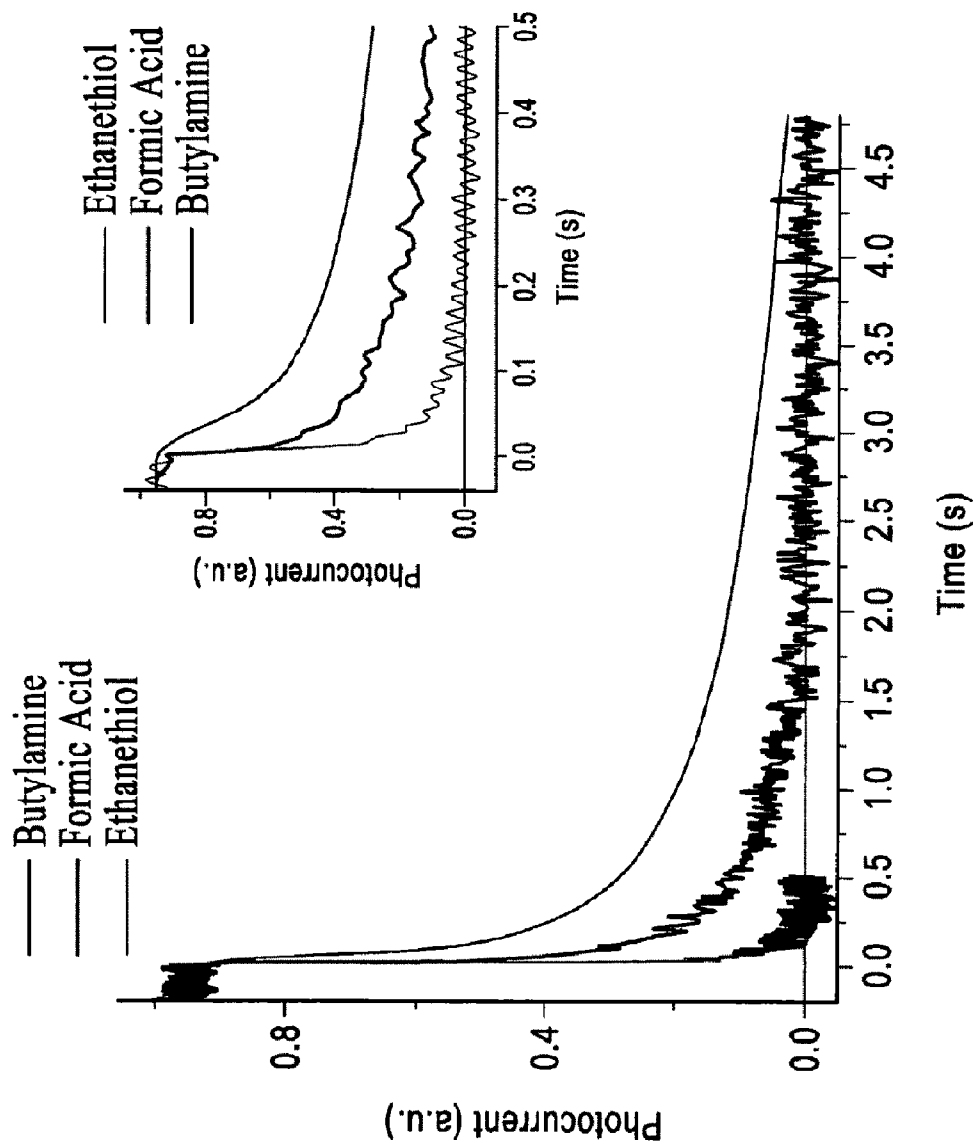 Butylamine
Formic Acid
Ethanethiol
Photocurrent (a.u.)
0.8
0.4
0.0
0.0
0.5
1.0
1.5
2.0
2.5
3.0
3.5
4.0
4.5
Time (s)
Ethanethiol
Formic Acid
Butylamine
Photocurrent (a.u.)
0.8
0.4
0.0
0.0
0.1
0.2
0.3
0.4
0.5
Time (s)